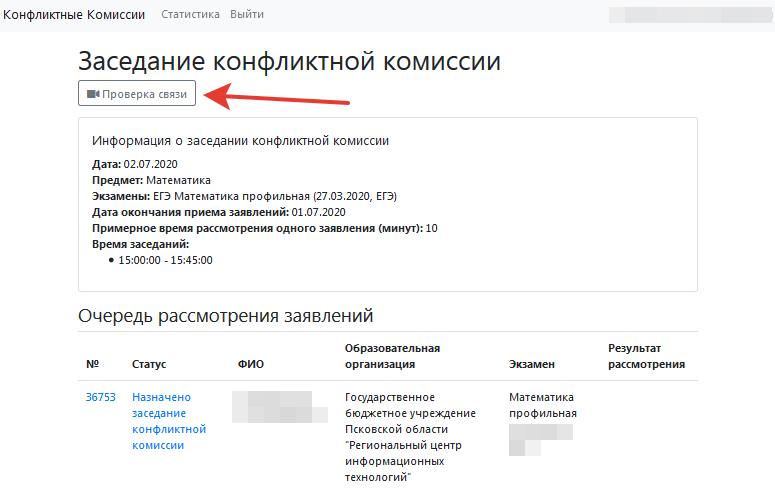 Конфликтные Комиссии Статистика Выйти
Заседание конфликтной комиссии
Проверка связи
Информация о заседании конфликтной комиссии
Дата: 02.07.2020
Предмет: Математика
Экзамены: ЕГЭ Математика профильная (27.03.2020, ЕГЭ)
Дата окончания приема заявлений: 01.07.2020
Примерное время рассмотрения одного заявления (минут): 10
Время заседаний:
• 15:00:00 - 15:45:00
Очередь рассмотрения заявлений
№ Статус ФИО Образовательная организация Экзамен Результат рассмотрения
36753
Назначено
заседание
конфликтной
комиссии
Государственное
бюджетное учреждение
Псковской области
"Региональный центр
информационных
технологий"
Математика
профильная